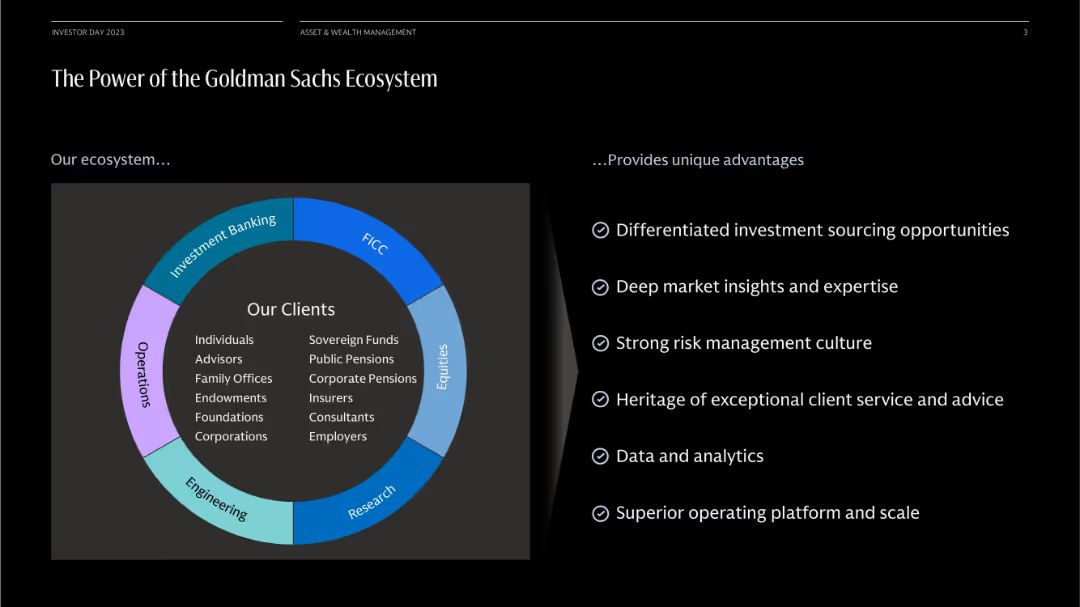 INVESTOR DAY 2023
ASSET & WEALTH MANAGEMENT
3
The Power of the Goldman Sachs Ecosystem
Our ecosystem…
Investment Banking
FICC
Equities
Research
Engineering
Operations
Our Clients
Individuals
Advisors
Family Offices
Endowments
Foundations
Corporations
Sovereign Funds
Public Pensions
Corporate Pensions
Insurers
Consultants
Employers
…Provides unique advantages
Differentiated investment sourcing opportunities
Deep market insights and expertise
Strong risk management culture
Heritage of exceptional client service and advice
Data and analytics
Superior operating platform and scale